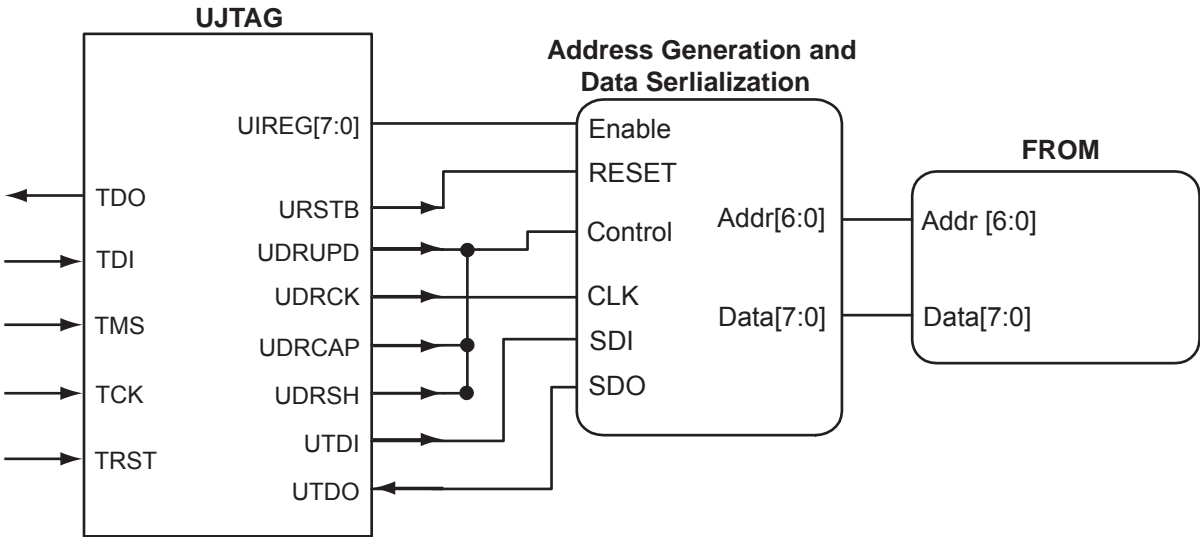 UJTAG
UIREG[7:0]
TDO
URSTB
UDRUPD
TDI
UDRCK
TMS
UDRCAP
TCK
UDRSH
UTDI
TRST
UTDO
Address Generation and
Data Serlialization
Enable
RESET
Control
Addr[6:0]
CLK
Data[7:0]
SDI
SDO
FROM
Addr [6:0]
Data[7:0]